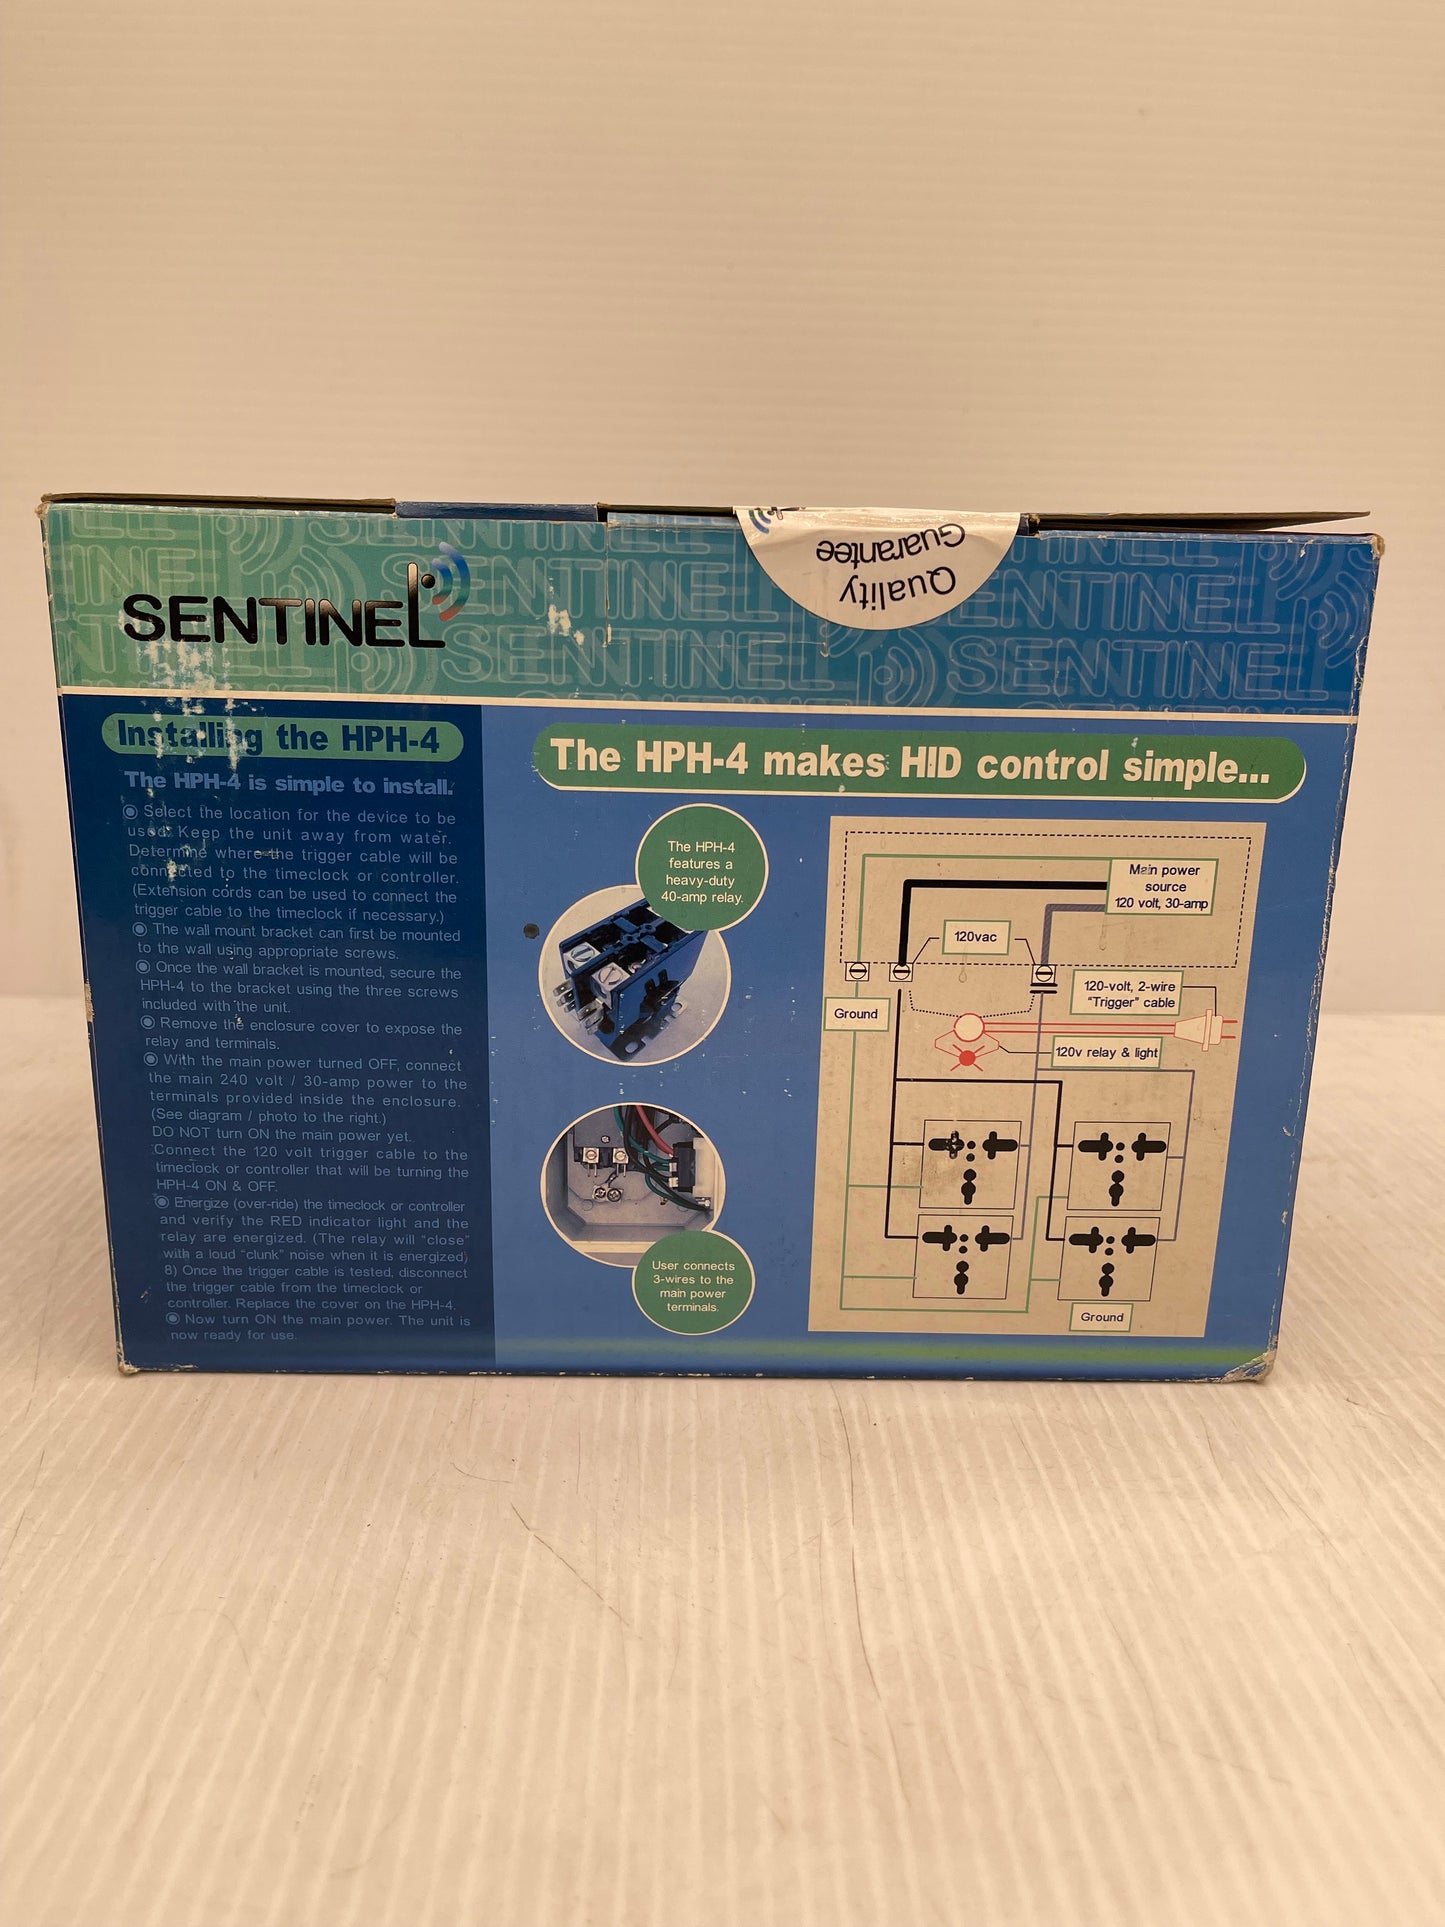 Quality
Guarantee
SENTINEL
Installing the HPH-4
The HPH-4 is simple to install.
Select the location for the device to be
used. Keep the unit away from water.
Determine where the trigger cable will be
connected to the timeclock or controller.
(Extension cords can be used to connect the
trigger cable to the timeclock if necessary.)
The wall mount bracket can first be mounted
to the wall using appropriate screws.
Once the wall bracket is mounted, secure the
HPH-4 to the bracket using the three screws
included with the unit.
Remove the enclosure cover to expose the
relay and terminals.
With the main power turned OFF, connect
the main 240 volt / 30-amp power to the
terminals provided inside the enclosure.
(See diagram / photo to the right.)
DO NOT turn ON the main power yet.
Connect the 120 volt trigger cable to the
timeclock or controller that will be turning the
HPH-4 ON & OFF.
Energize (over-ride) the timeclock or controller
and verify the RED indicator light and the
relay are energized. (The relay will "close"
with a loud "clunk" noise when it is energized)
8) Once the trigger cable is tested, disconnect
the trigger cable from the timeclock or
controller. Replace the cover on the HPH-4.
Now turn ON the main power. The unit is
now ready for use.
The HPH-4 makes HID control simple...
The HPH-4
features a
heavy-duty
40-amp relay.
User connects
3-wires to the
main power
terminals.
Main power
source
120 volt, 30-amp
120vac
120-volt, 2-wire
"Trigger" cable
Ground
120v relay & light
Ground